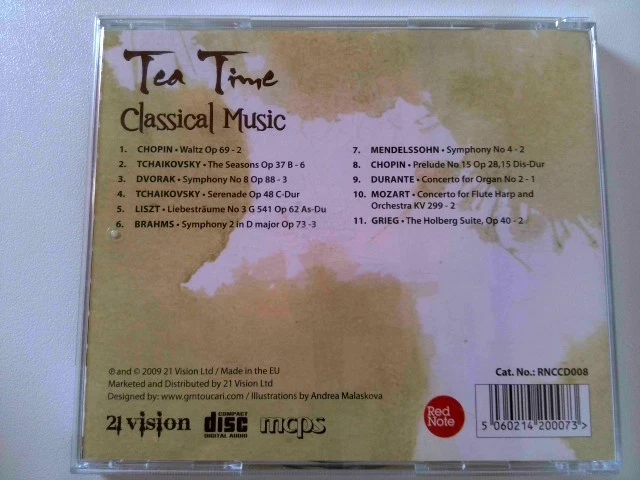 Tea Time
Classical Music
1. CHOPIN • Waltz Op 69 - 2
2. TCHAIKOVSKY • The Seasons Op 37 B - 6
3. DVORAK • Symphony No 8 Op 88 - 3
4. TCHAIKOVSKY • Serenade Op 48 C-Dur
5. LISZT • Liebesträume No 3 G 541 Op 62 As-Du
6. BRAHMS • Symphony 2 in D major Op 73 -3
7. MENDELSSOHN • Symphony No 4 - 2
8. CHOPIN • Prelude No 15 Op 28,15 Dis-Dur
9. DURANTE • Concerto for Organ No 2 - 1
10. MOZART • Concerto for Flute Harp and
Orchestra KV 299 - 2
11. GRIEG • The Holberg Suite, Op 40 - 2
℗ and © 2009 21 Vision Ltd / Made in the EU
Marketed and Distributed by 21 Vision Ltd
Designed by: www.gmtoucari.com / Illustrations by Andrea Malaskova
Cat. No.: RNCCD008
21 vision
COMPACT
disc
DIGITAL AUDIO
mcps
Red
Note
5 060214 200073 >